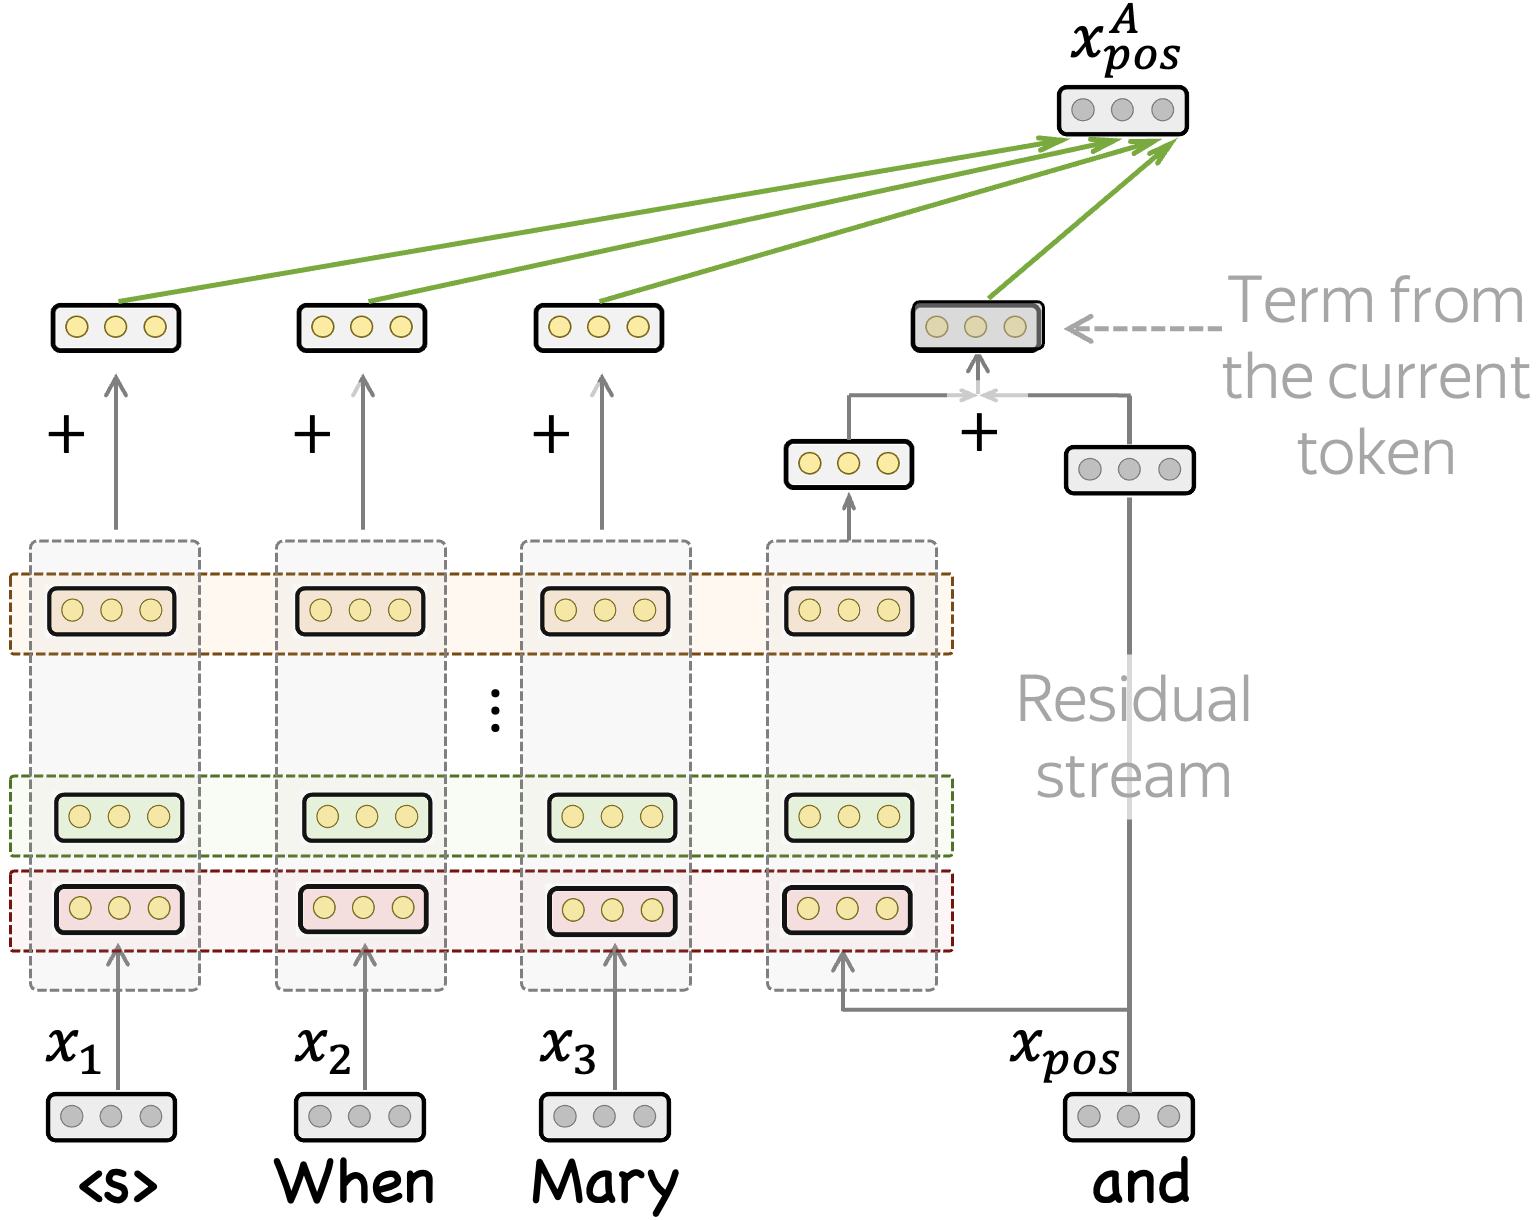 x_{pos}^{A}
Term from
the current
token
+ + + +
⋮
Residual
stream
x_1 x_2 x_3 x_{pos}
<s> When Mary and